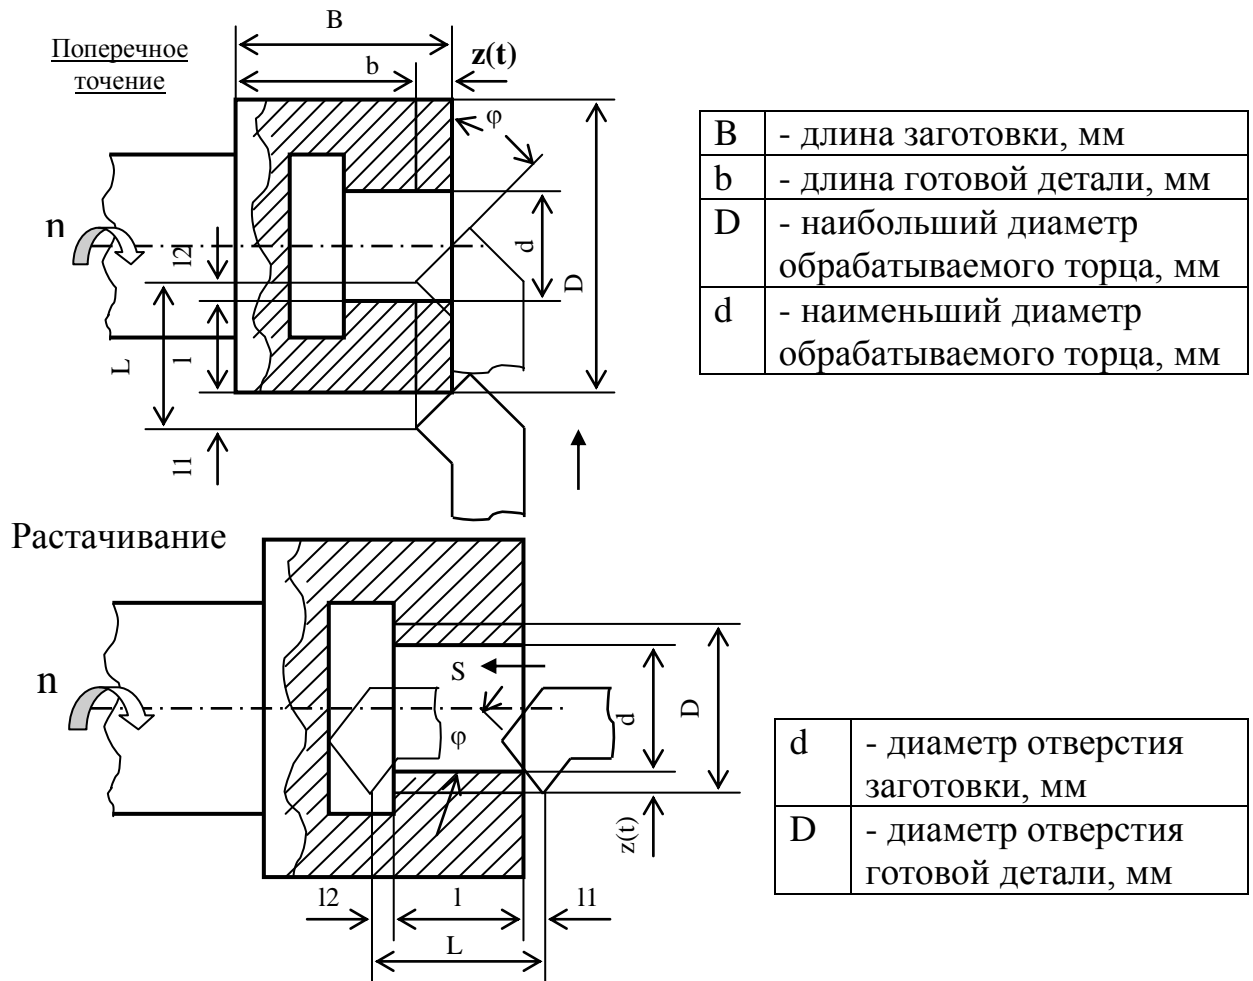 B
Поперечное
точение
z(t)
b
φ
n
l2
d
D
L
l
l1
B - длина заготовки, мм
b - длина готовой детали, мм
D - наибольший диаметр
обрабатываемого торца, мм
d - наименьший диаметр
обрабатываемого торца, мм
Растачивание
S
n
φ
d
D
z(t)
l2
l
l1
L
d - диаметр отверстия
заготовки, мм
D - диаметр отверстия
готовой детали, мм